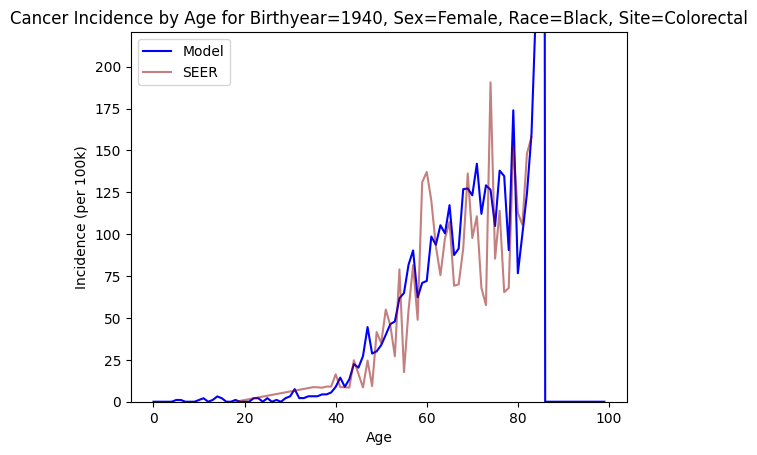 Cancer Incidence by Age for Birthyear=1940, Sex=Female, Race=Black, Site=Colorectal
Model
SEER
200
175
150
125
100
75
50
25
0
Incidence (per 100k)
0 20 40 60 80 100
Age